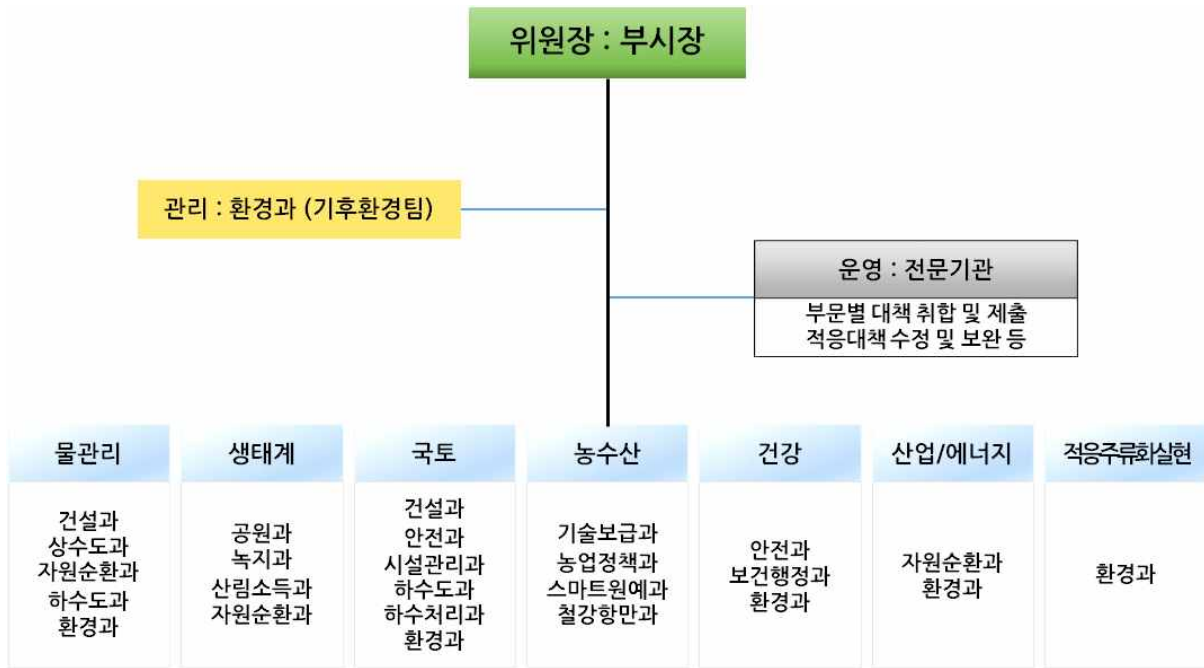 위원장 : 부시장
관리 : 환경과 (기후환경팀)
운영 : 전문기관
부문별 대책 취합 및 제출
적응대책 수정 및 보완 등
물관리
건설과
상수도과
자원순환과
하수도과
환경과
생태계
공원과
녹지과
산림소득과
자원순환과
국토
건설과
안전과
시설관리과
하수도과
하수처리과
환경과
농수산
기술보급과
농업정책과
스마트원예과
철강항만과
건강
안전과
보건행정과
환경과
산업/에너지
자원순환과
환경과
적응주류화실현
환경과